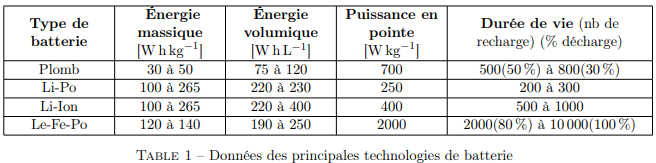 Type de batterie | Énergie massique [W h kg⁻¹] | Énergie volumique [W h L⁻¹] | Puissance en pointe [W kg⁻¹] | Durée de vie (nb de recharge) (% décharge)
Plomb | 30 à 50 | 75 à 120 | 700 | 500(50 %) à 800(30 %)
Li-Po | 100 à 265 | 220 à 230 | 250 | 200 à 300
Li-Ion | 100 à 265 | 220 à 400 | 400 | 500 à 1000
Le-Fe-Po | 120 à 140 | 190 à 250 | 2000 | 2000(80 %) à 10 000(100 %)
TABLE 1 – Données des principales technologies de batterie